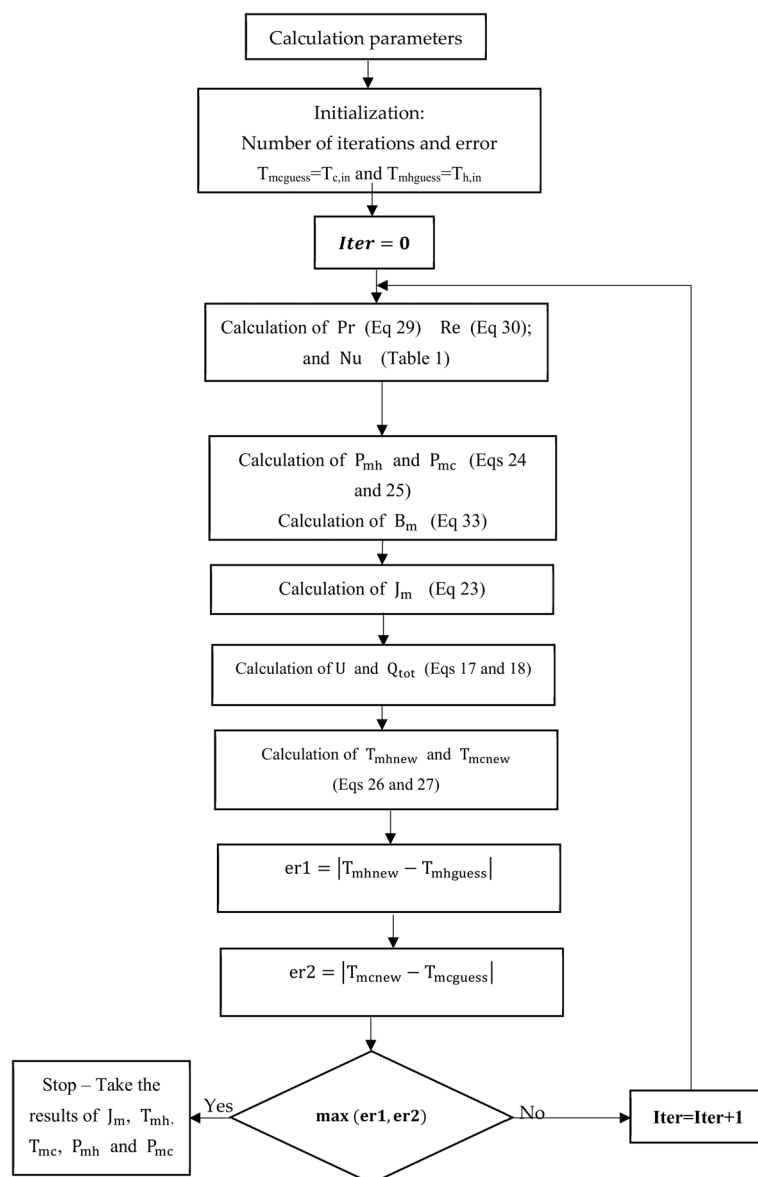 Calculation parameters
Initialization:
Number of iterations and error
Tmcguess=Tc,in and Tmhguess=Th,in
Iter = 0
Calculation of Pr (Eq 29) Re (Eq 30);
and Nu (Table 1)
Calculation of Pmh and Pmc (Eqs 24
and 25)
Calculation of Bm (Eq 33)
Calculation of Jm (Eq 23)
Calculation of U and Qtot (Eqs 17 and 18)
Calculation of Tmhnew and Tmcnew
(Eqs 26 and 27)
er1 = |Tmhnew − Tmhguess|
er2 = |Tmcnew − Tmcguess|
Stop – Take the
results of Jm, Tmh,
Tmc, Pmh and Pmc
Yes
max (er1, er2)
No
Iter=Iter+1